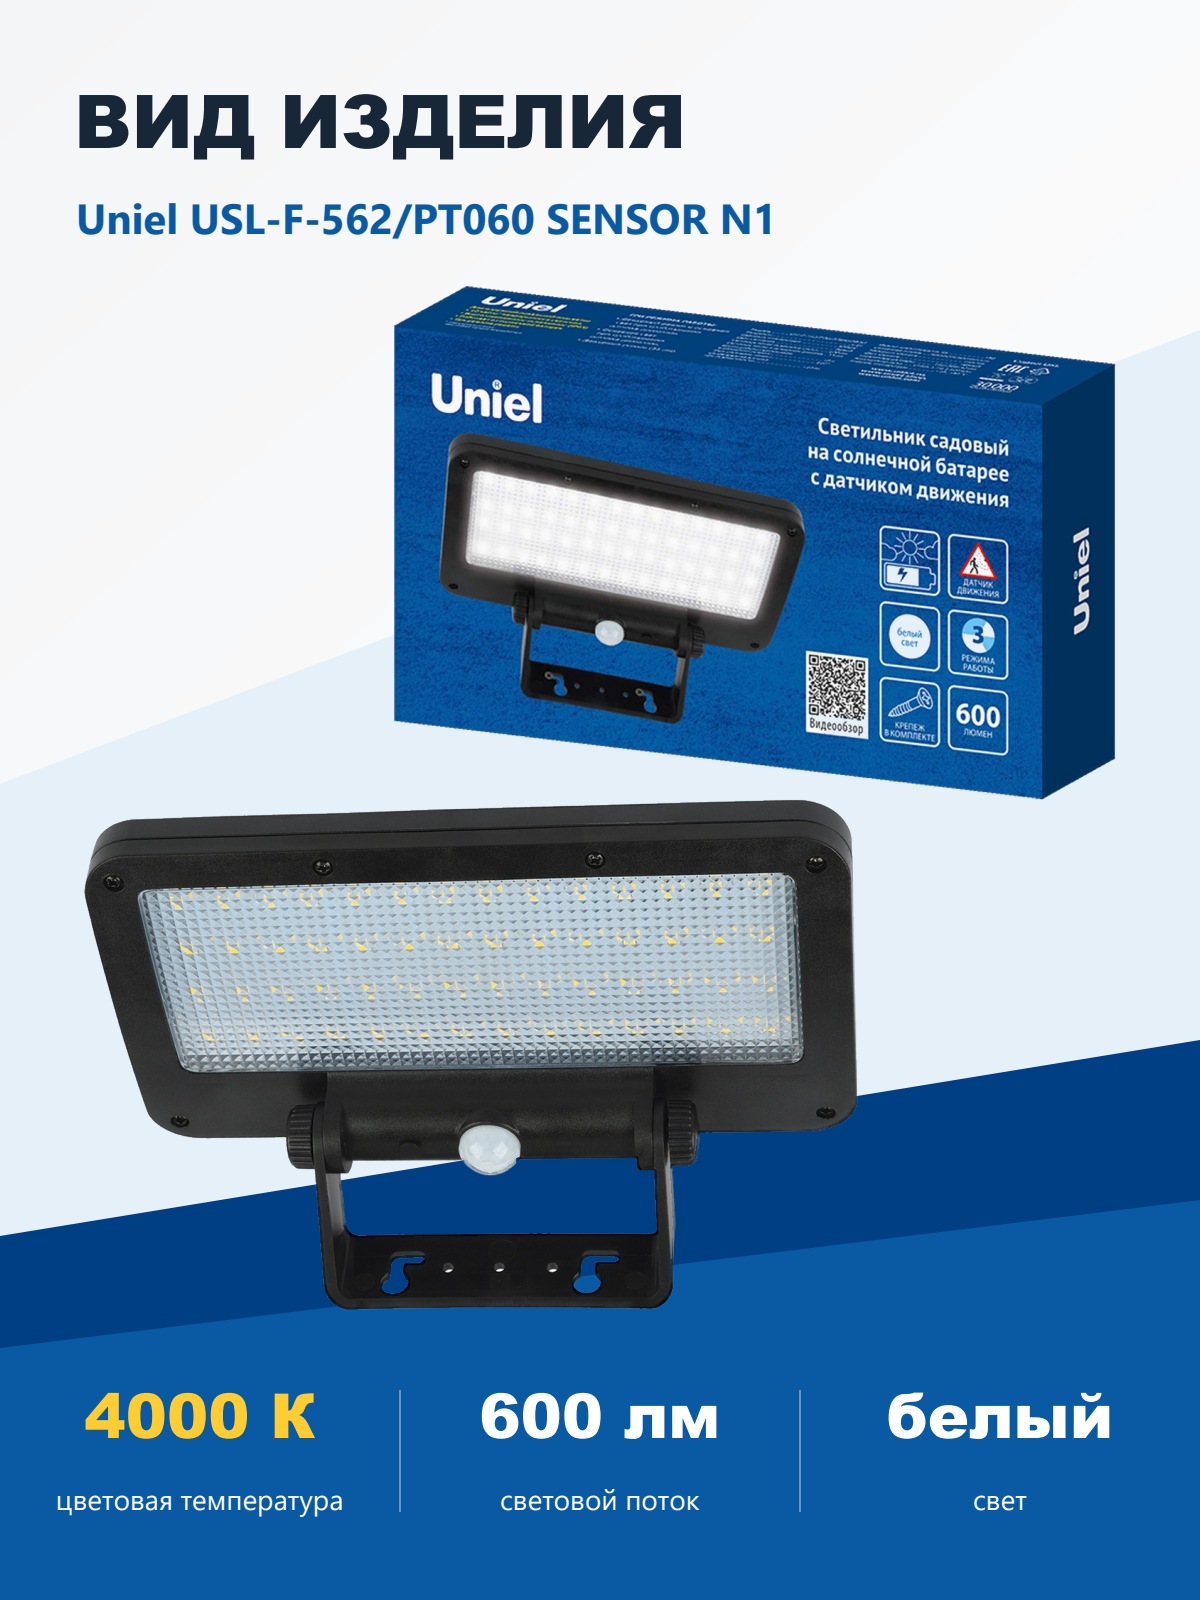 ВИД ИЗДЕЛИЯ
Uniel USL-F-562/PT060 SENSOR N1
Uniel
Uniel®
Светильник садовый
на солнечной батарее
с датчиком движения
ДАТЧИК
ДВИЖЕНИЯ
белый
свет
3
РЕЖИМА
РАБОТЫ
КРЕПЕЖ
В КОМПЛЕКТЕ
600
ЛЮМЕН
Видеообзор
Uniel
4000 К
цветовая температура
600 лм
световой поток
белый
свет